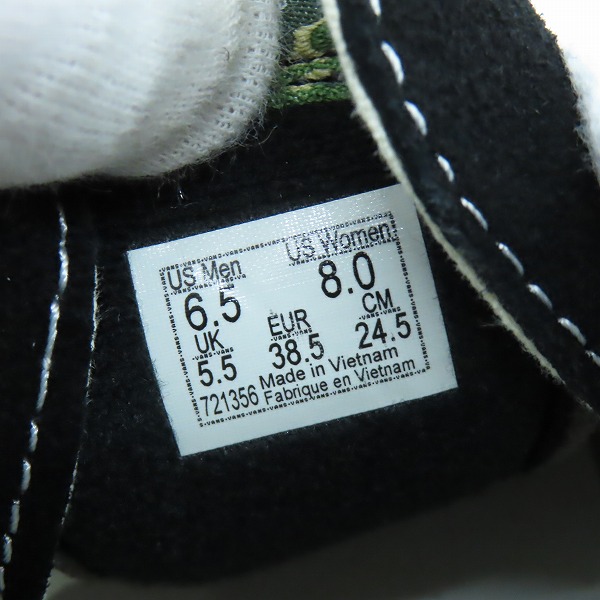 US Men US Women
6.5 8.0
UK EUR CM
5.5 38.5 24.5
721356 Made in Vietnam
Fabrique en Vietnam